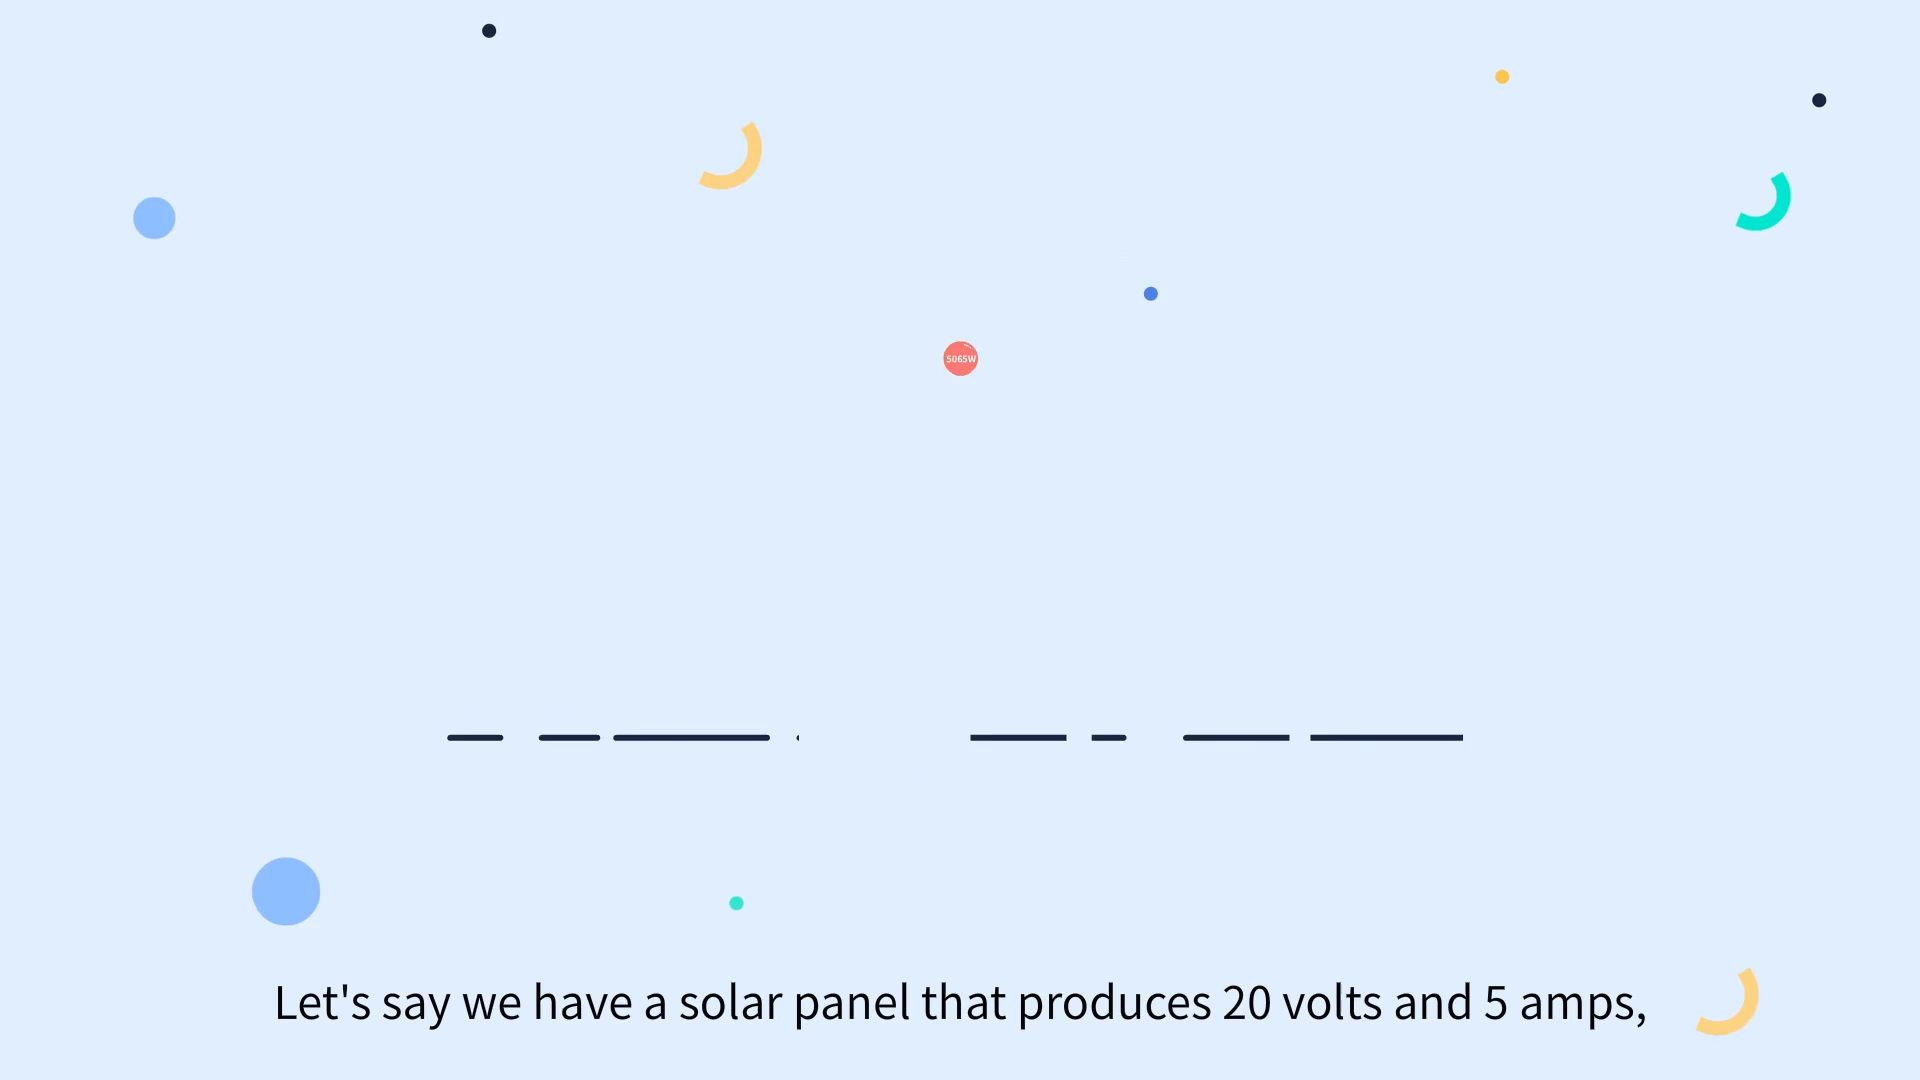 5065W
Let's say we have a solar panel that produces 20 volts and 5 amps,